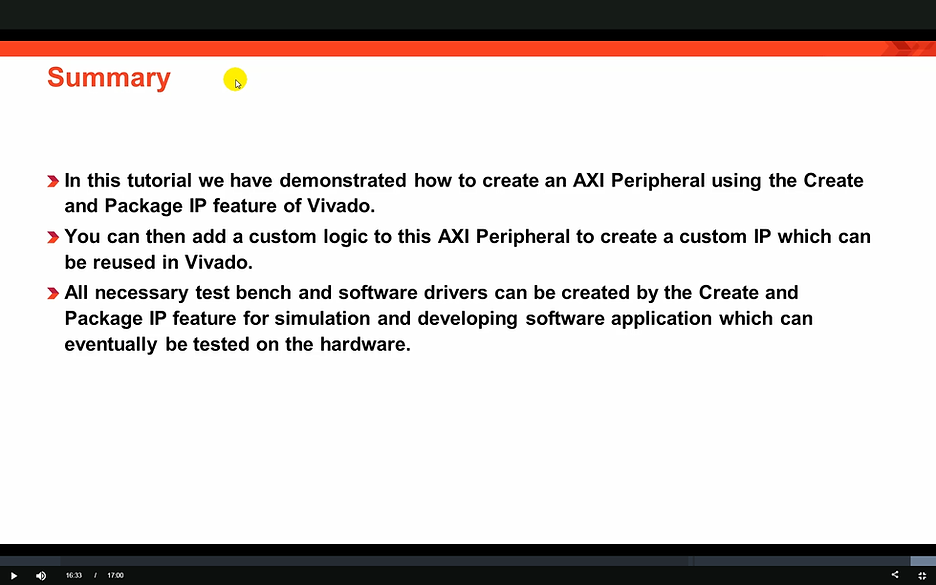 Summary
In this tutorial we have demonstrated how to create an AXI Peripheral using the Create
and Package IP feature of Vivado.
You can then add a custom logic to this AXI Peripheral to create a custom IP which can
be reused in Vivado.
All necessary test bench and software drivers can be created by the Create and
Package IP feature for simulation and developing software application which can
eventually be tested on the hardware.
16:33 / 17:00